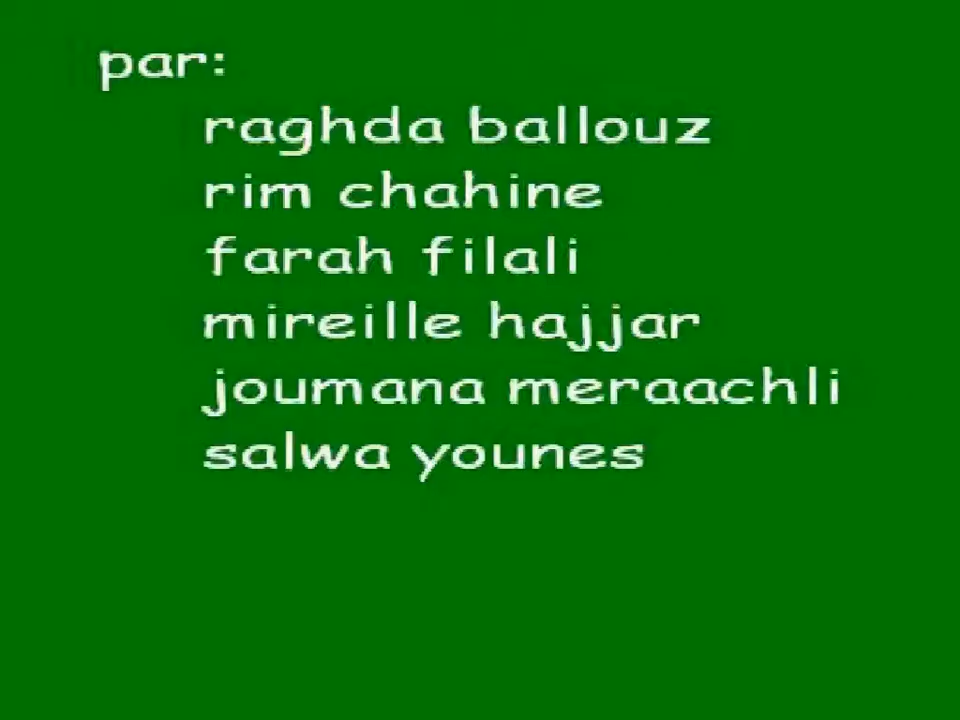 par:
raghda ballouz
rim chahine
farah filali
mireille hajjar
joumana meraachli
salwa younes